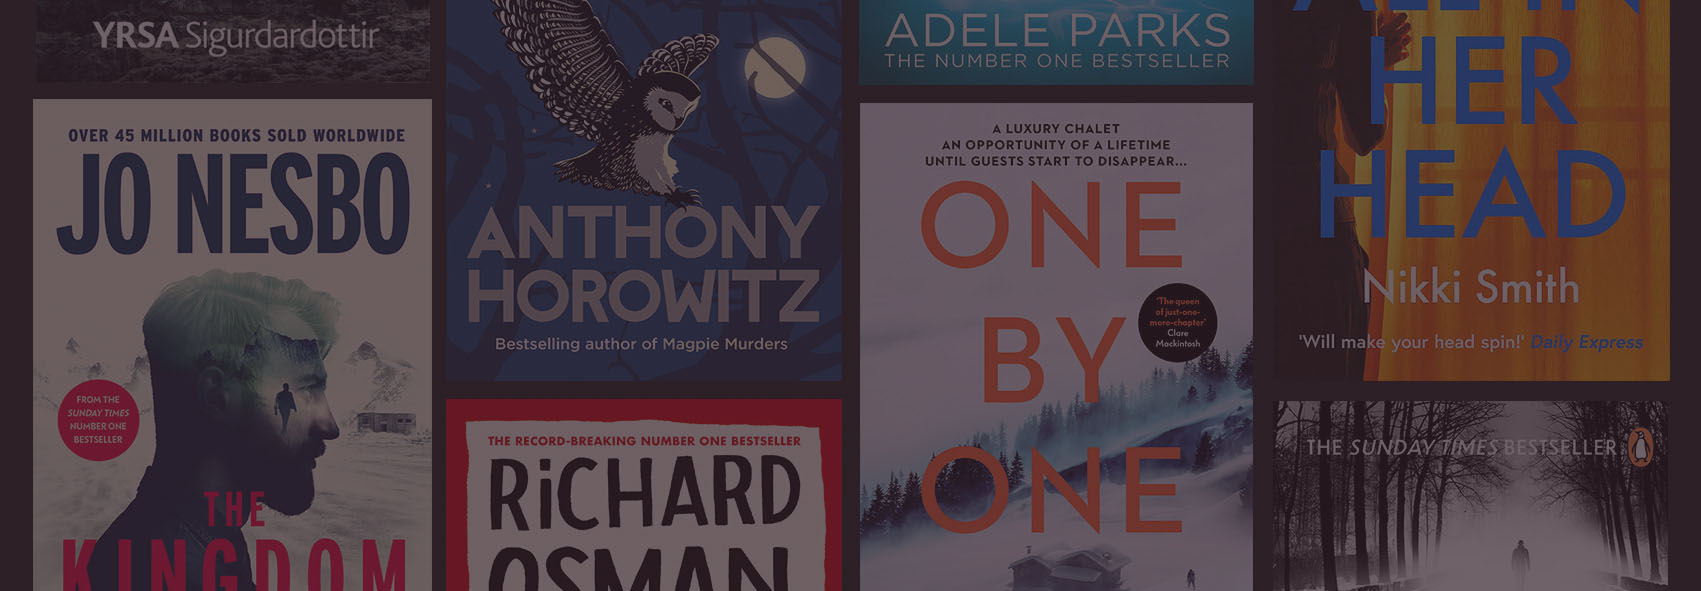 YRSA Sigurdardottir
OVER 45 MILLION BOOKS SOLD WORLDWIDE
JO NESBO
FROM THE
SUNDAY TIMES
NUMBER ONE
BESTSELLER
THE
KINGDOM
ANTHONY
HOROWITZ
Bestselling author of Magpie Murders
THE RECORD-BREAKING NUMBER ONE BESTSELLER
RiCHARD
OSMAN
ADELE PARKS
THE NUMBER ONE BESTSELLER
A LUXURY CHALET
AN OPPORTUNITY OF A LIFETIME
UNTIL GUESTS START TO DISAPPEAR...
ONE
BY
ONE
'The queen
of just-one-
more-chapter'
Clare
Mackintosh
ALL IN
HER
HEAD
Nikki Smith
'Will make your head spin!' Daily Express
THE SUNDAY TIMES BESTSELLER